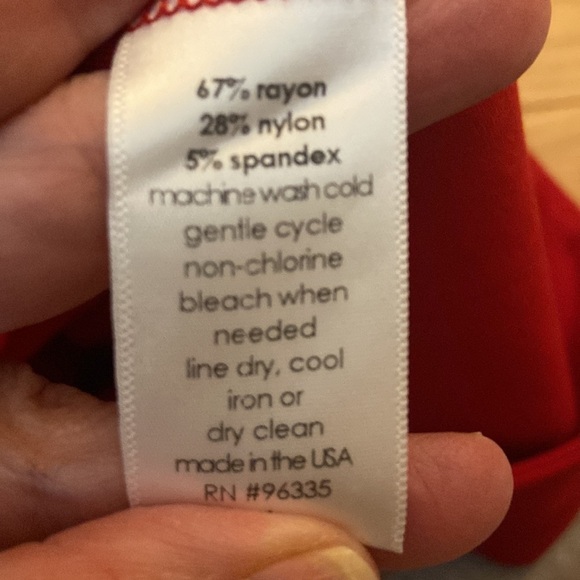 67% rayon
28% nylon
5% spandex
machine wash cold
gentle cycle
non-chlorine
bleach when
needed
line dry, cool
iron or
dry clean
made in the USA
RN #96335